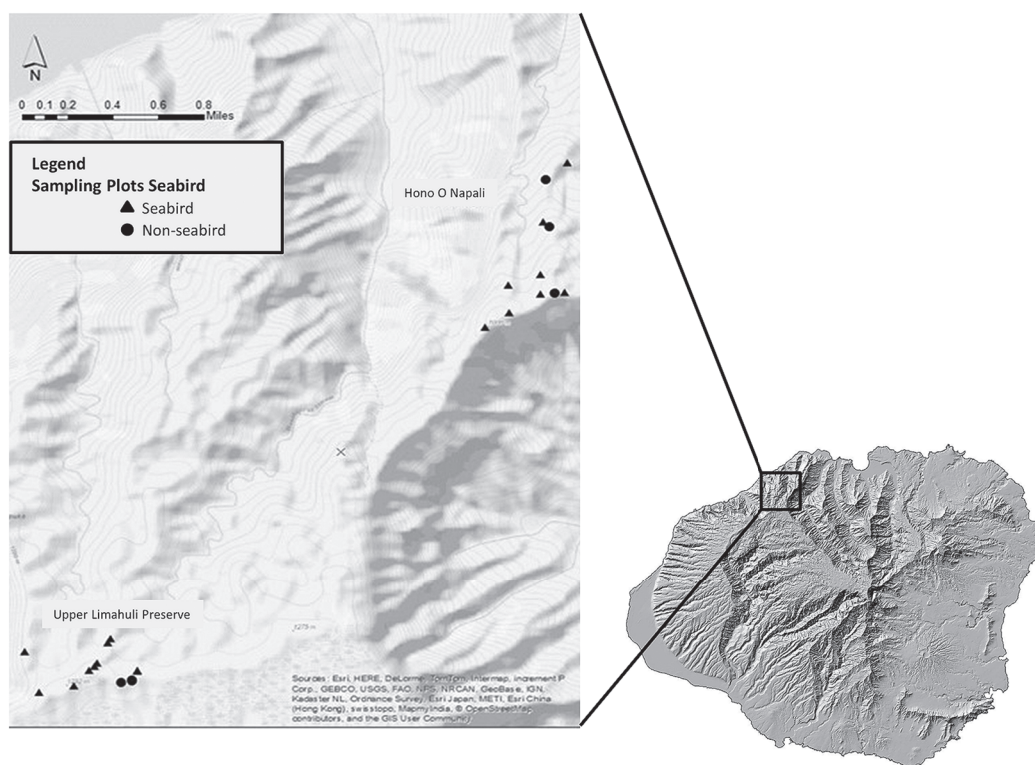 N
0 0.1 0.2 0.4 0.6 0.8
Miles
Legend
Sampling Plots Seabird
Seabird
Non-seabird
Hono O Napali
Upper Limahuli Preserve
1279 m
Sources: Esri, HERE, DeLorme, TomTom, Intermap, increment P
Corp., GEBCO, USGS, FAO, NPS, NRCAN, GeoBase, IGN,
Kadaster NL, Ordnance Survey, Esri Japan, METI, Esri China
(Hong Kong), swisstopo, MapmyIndia, © OpenStreetMap
contributors, and the GIS User Community